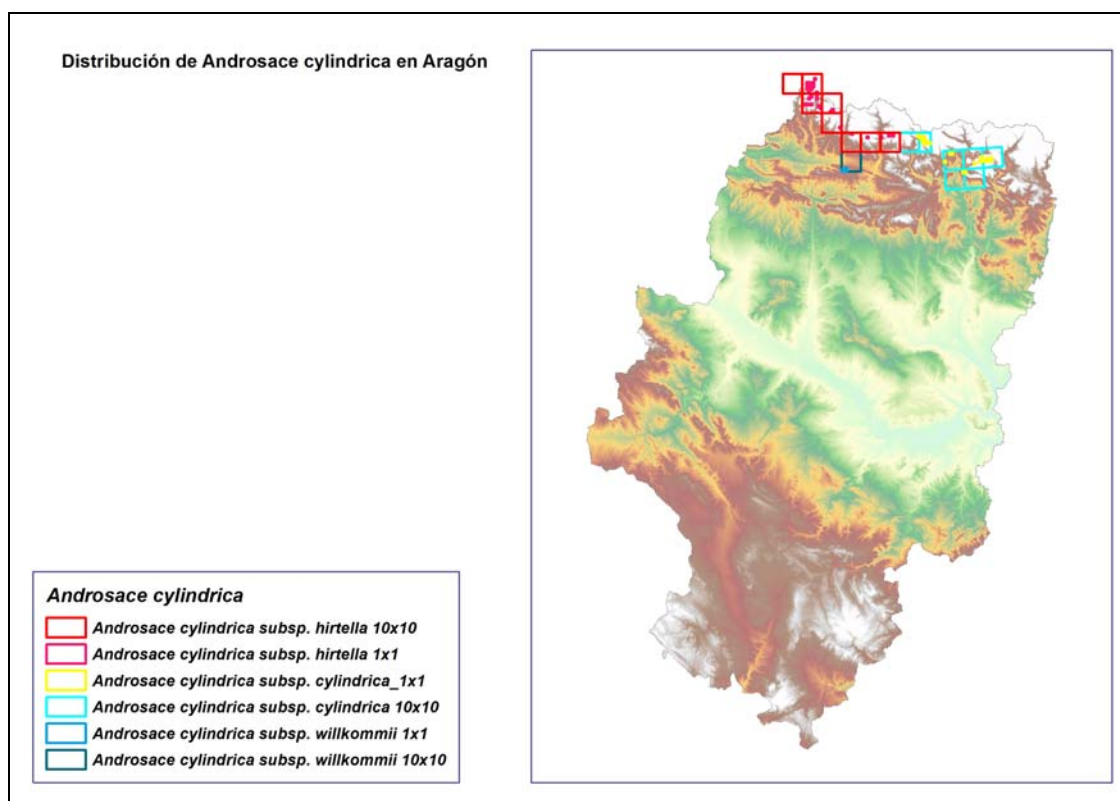 Distribución de Androsace cylindrica en Aragón
Androsace cylindrica
Androsace cylindrica subsp. hirtella 10x10
Androsace cylindrica subsp. hirtella 1x1
Androsace cylindrica subsp. cylindrica_1x1
Androsace cylindrica subsp. cylindrica 10x10
Androsace cylindrica subsp. willkommii 1x1
Androsace cylindrica subsp. willkommii 10x10